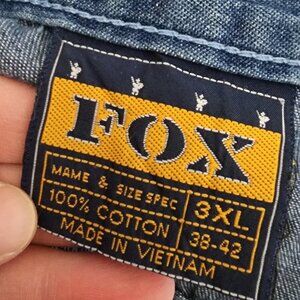 FOX
MAME & SIZE SPEC
3XL
100% COTTON
38-42
MADE IN VIETNAM